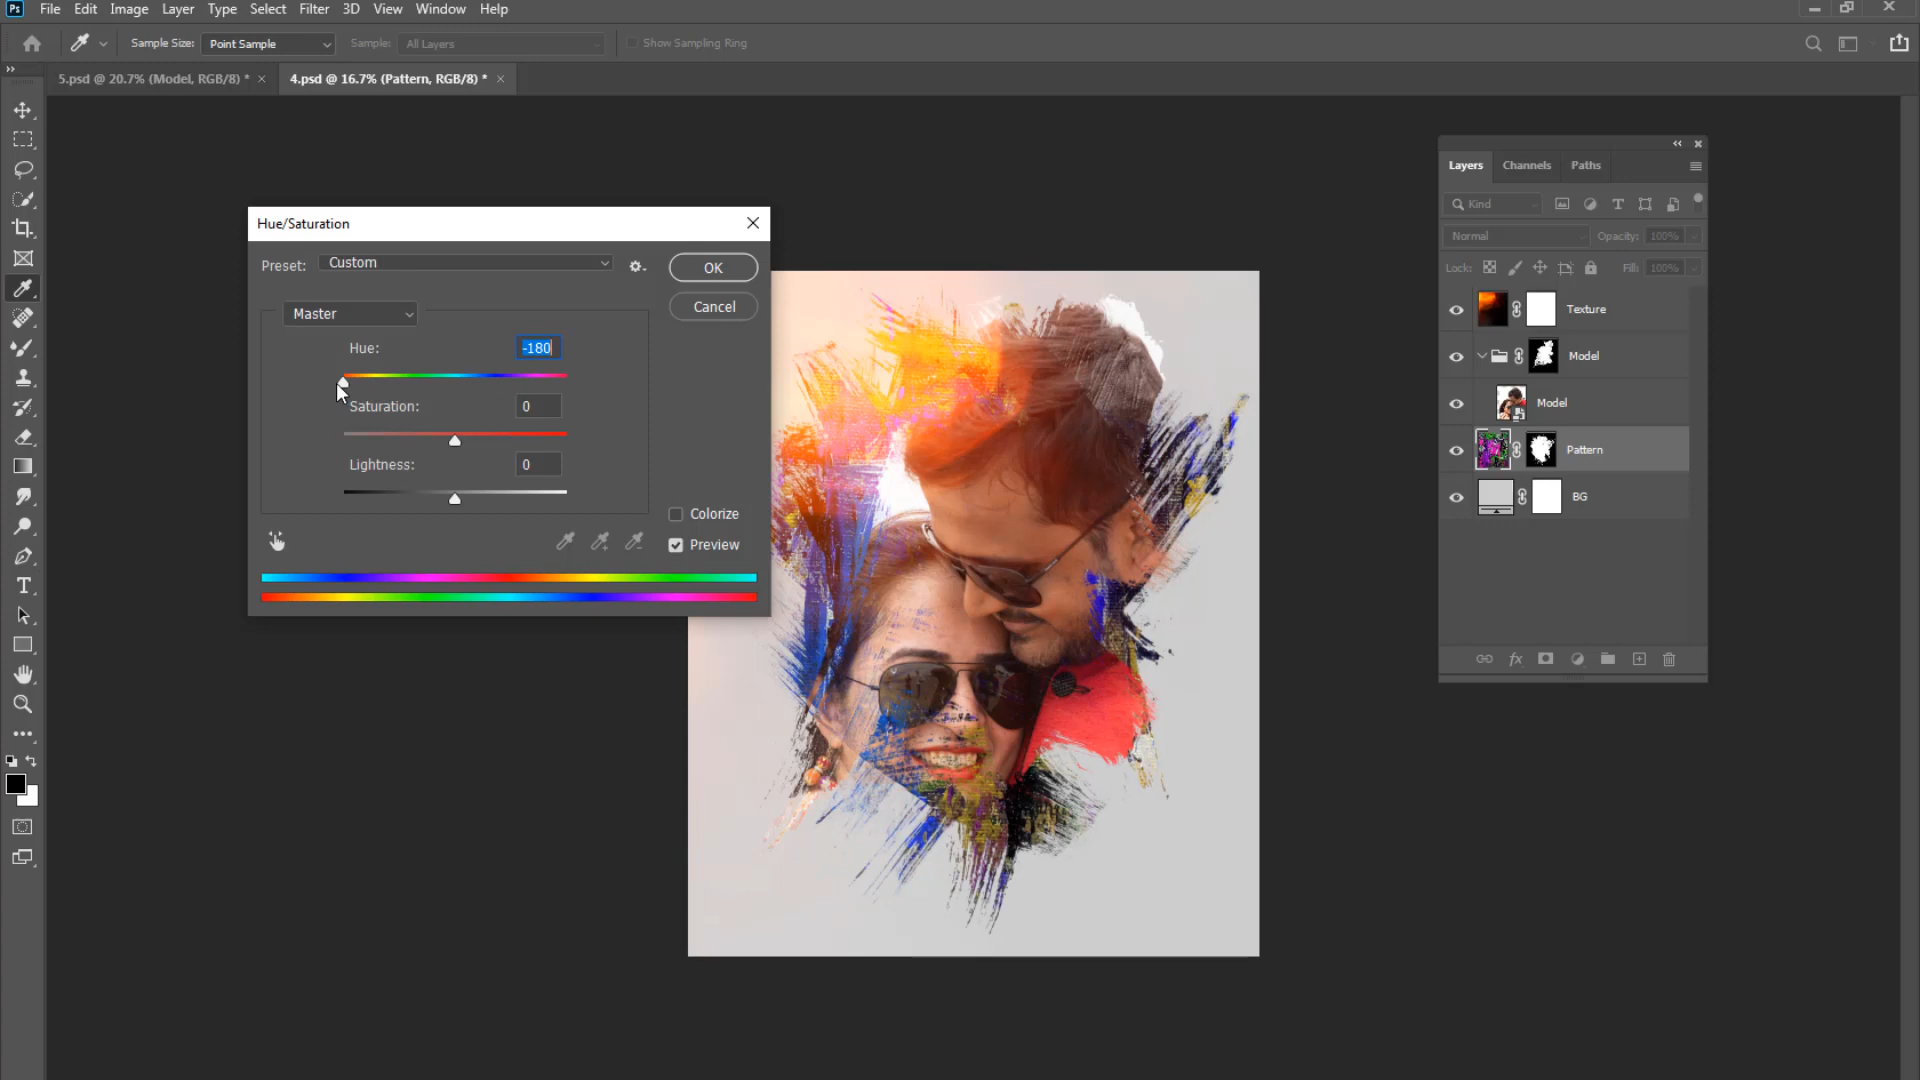 Ps File Edit Image Layer Type Select Filter 3D View Window Help
Sample Size: Point Sample Sample: All Layers Show Sampling Ring
5.psd @ 20.7% (Model, RGB/8) * 4.psd @ 16.7% (Pattern, RGB/8) *
Hue/Saturation
Preset: Custom
OK
Cancel
Master
Hue: -180
Saturation: 0
Lightness: 0
Colorize
Preview
Layers Channels Paths
Kind
Normal Opacity: 100%
Lock: Fill: 100%
Texture
Model
Model
Pattern
BG